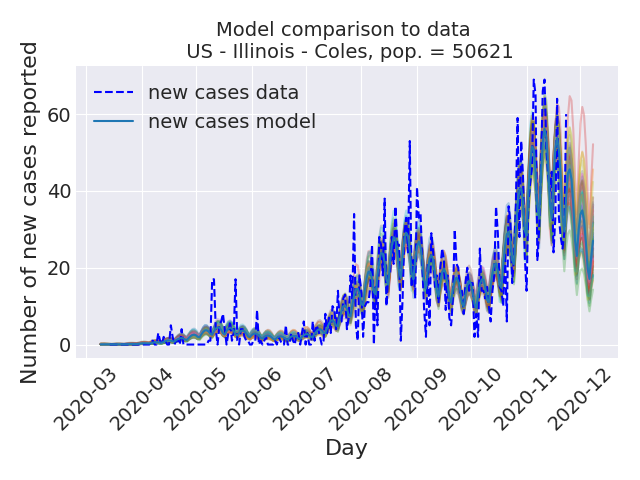 Model comparison to data
US - Illinois - Coles, pop. = 50621
Number of new cases reported
60
40
20
0
new cases data
new cases model
2020-03
2020-04
2020-05
2020-06
2020-07
2020-08
2020-09
2020-10
2020-11
2020-12
Day